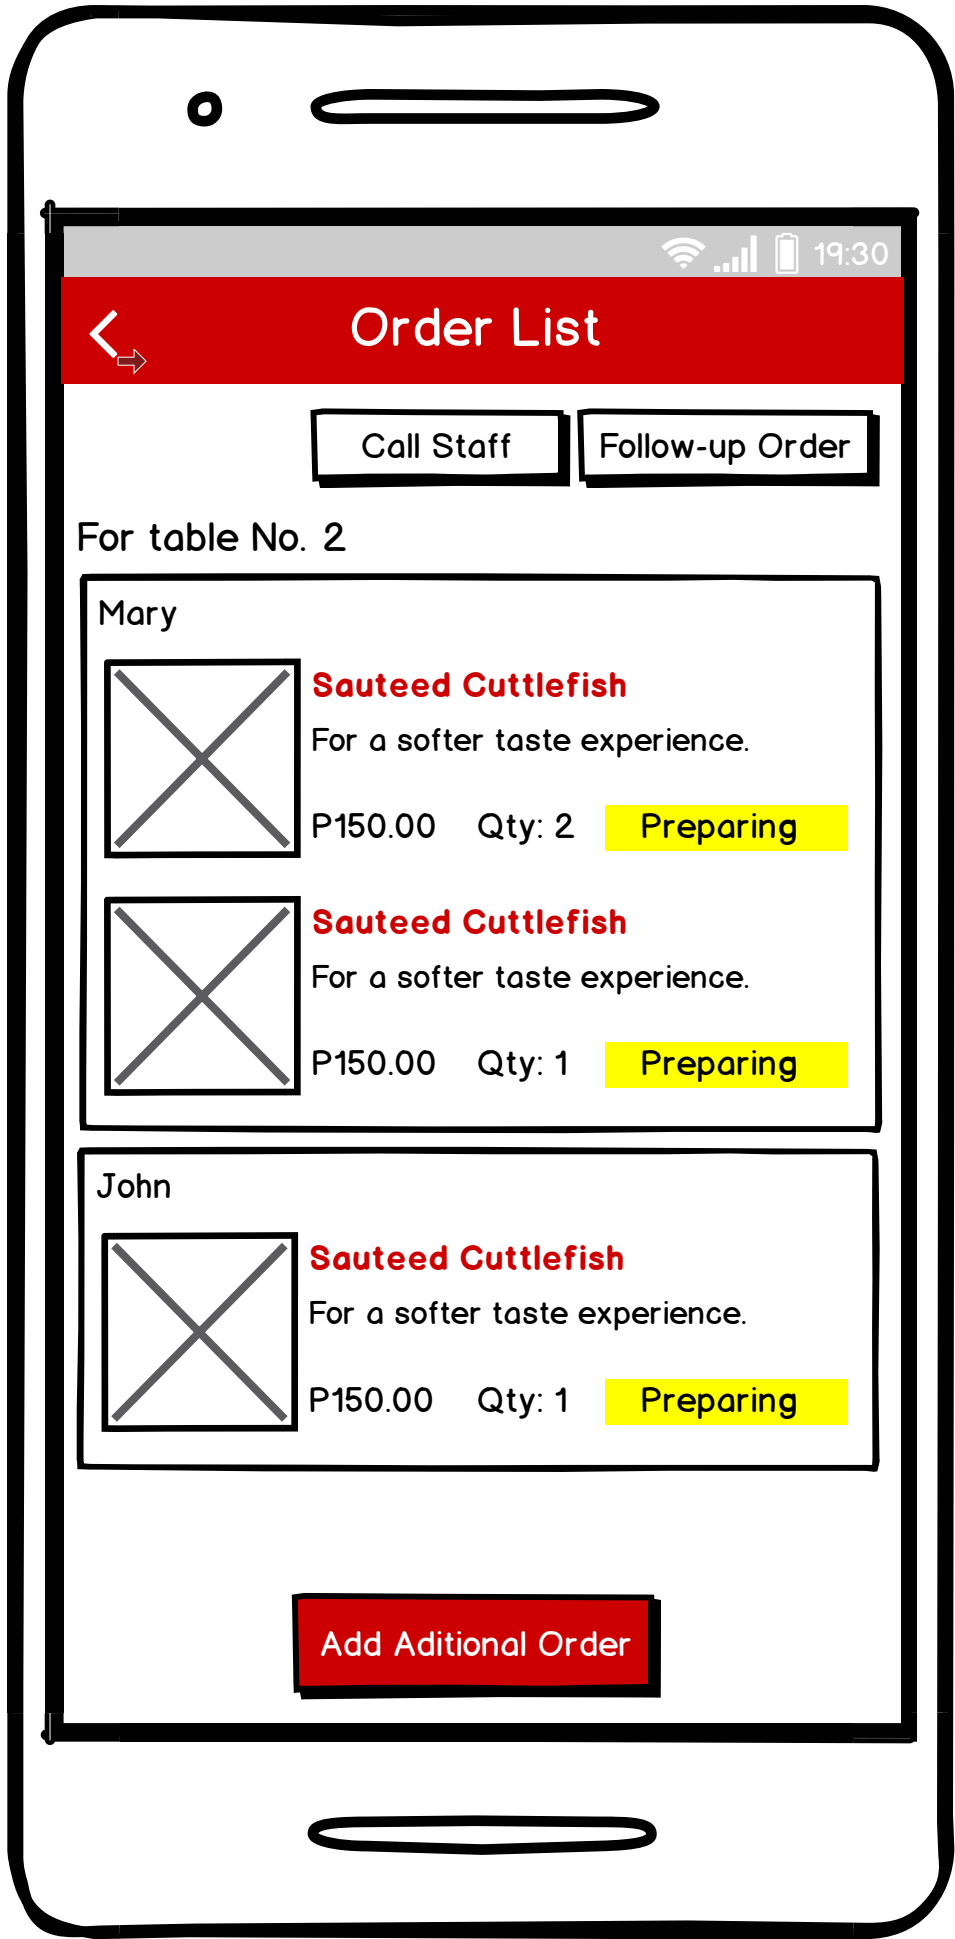 19:30
Order List
Call Staff Follow-up Order
For table No. 2
Mary
Sauteed Cuttlefish
For a softer taste experience.
P150.00 Qty: 2 Preparing
Sauteed Cuttlefish
For a softer taste experience.
P150.00 Qty: 1 Preparing
John
Sauteed Cuttlefish
For a softer taste experience.
P150.00 Qty: 1 Preparing
Add Aditional Order